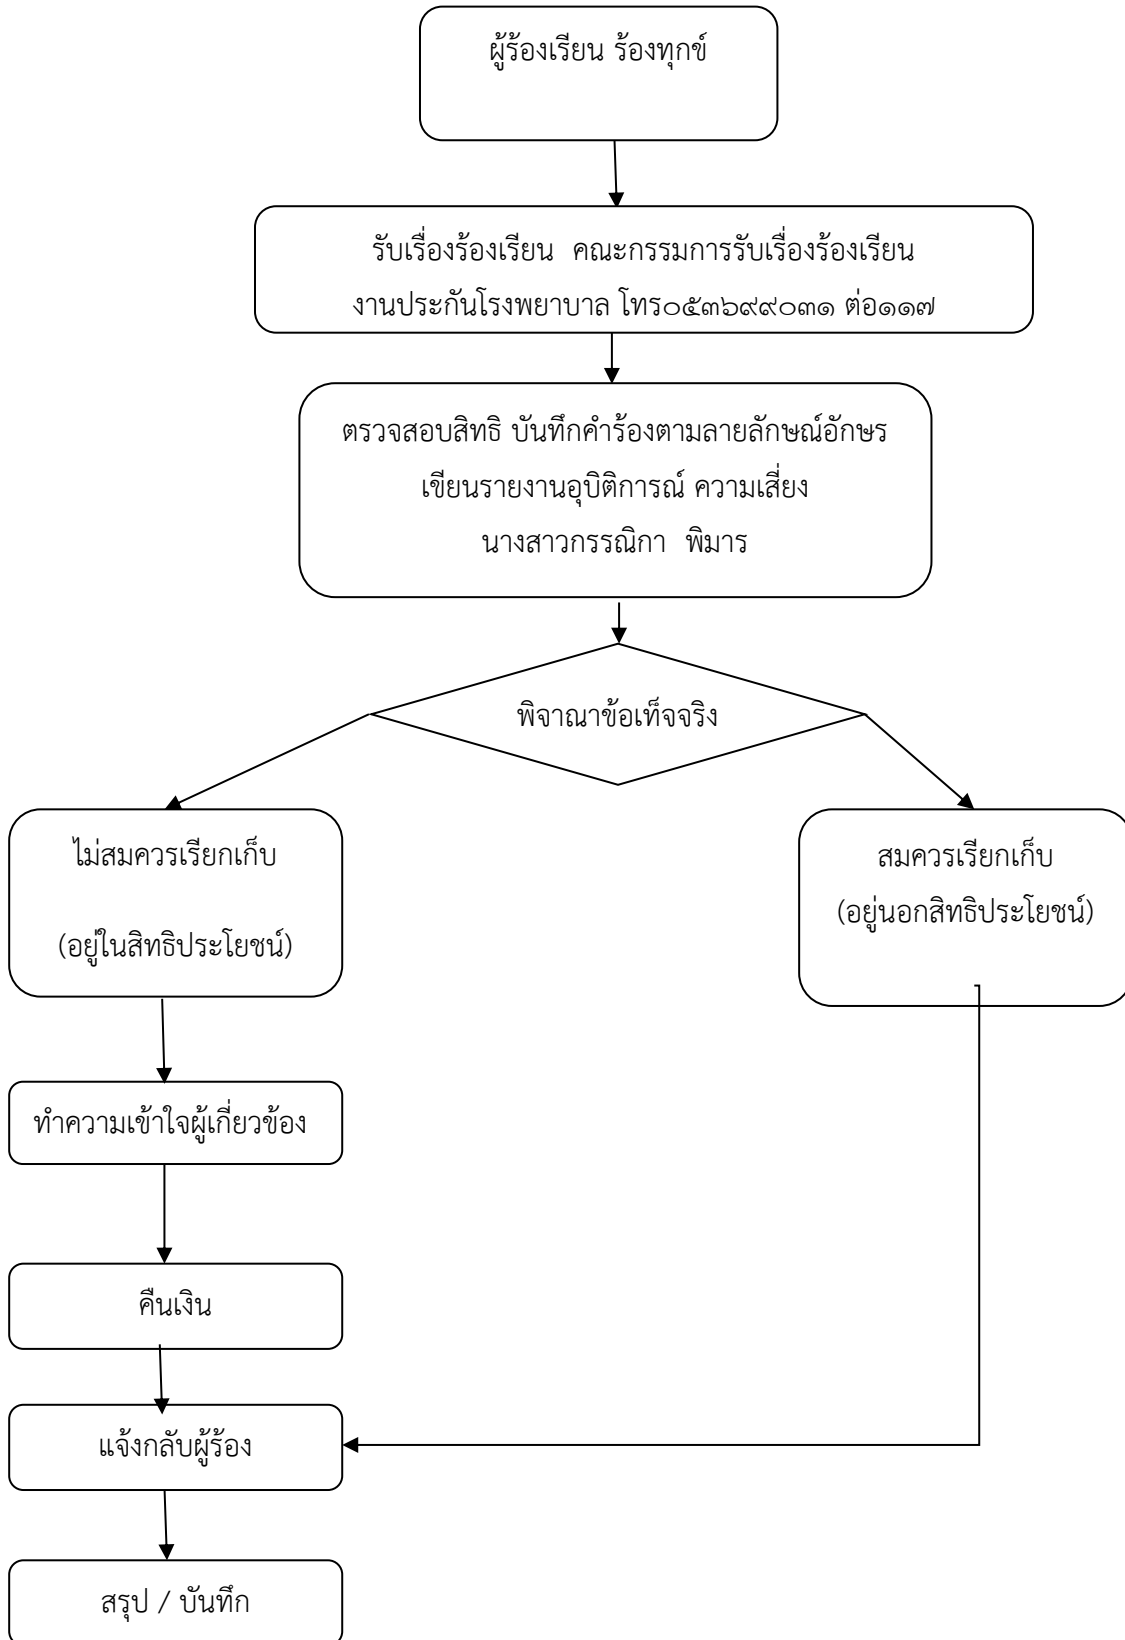 ผู้ร้องเรียน ร้องทุกข์
รับเรื่องร้องเรียน คณะกรรมการรับเรื่องร้องเรียน
งานประกันโรงพยาบาล โทร๐๕๓๖๙๙๐๓๑ ต่อ๑๑๗
ตรวจสอบสิทธิ บันทึกคำร้องตามลายลักษณ์อักษร
เขียนรายงานอุบิติการณ์ ความเสี่ยง
นางสาวกรรณิกา พิมาร
พิจาณาข้อเท็จจริง
ไม่สมควรเรียกเก็บ
(อยู่ในสิทธิประโยชน์)
สมควรเรียกเก็บ
(อยู่นอกสิทธิประโยชน์)
ทำความเข้าใจผู้เกี่ยวข้อง
คืนเงิน
แจ้งกลับผู้ร้อง
สรุป / บันทึก